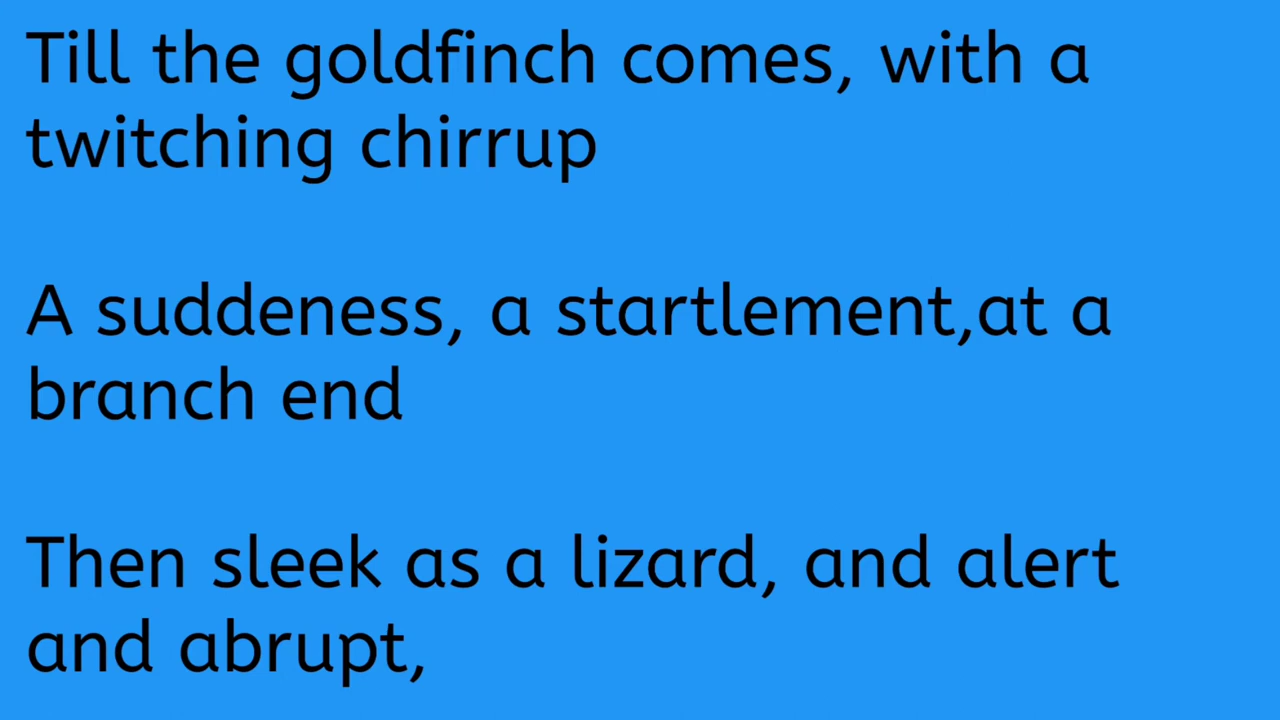 Till the goldfinch comes, with a
twitching chirrup
A suddeness, a startlement,at a
branch end
Then sleek as a lizard, and alert
and abrupt,